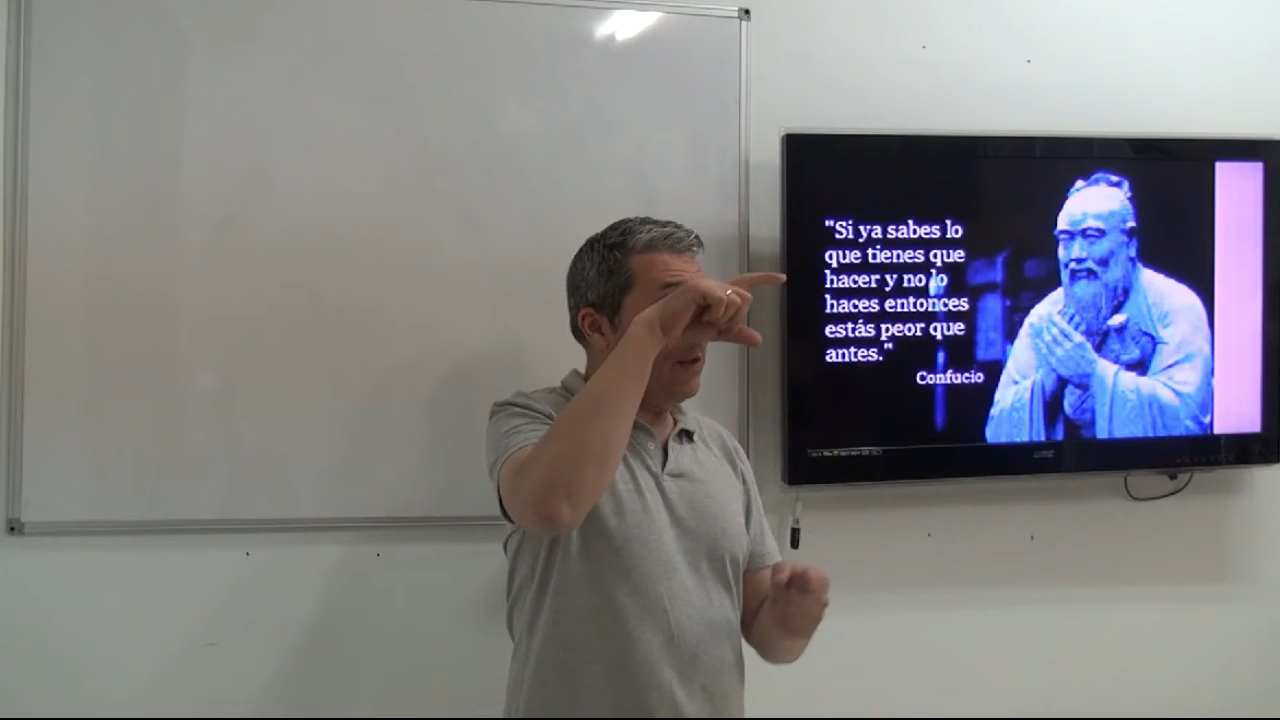 "Si ya sabes lo
que tienes que
hacer y no lo
haces entonces
estás peor que
antes."
Confucio